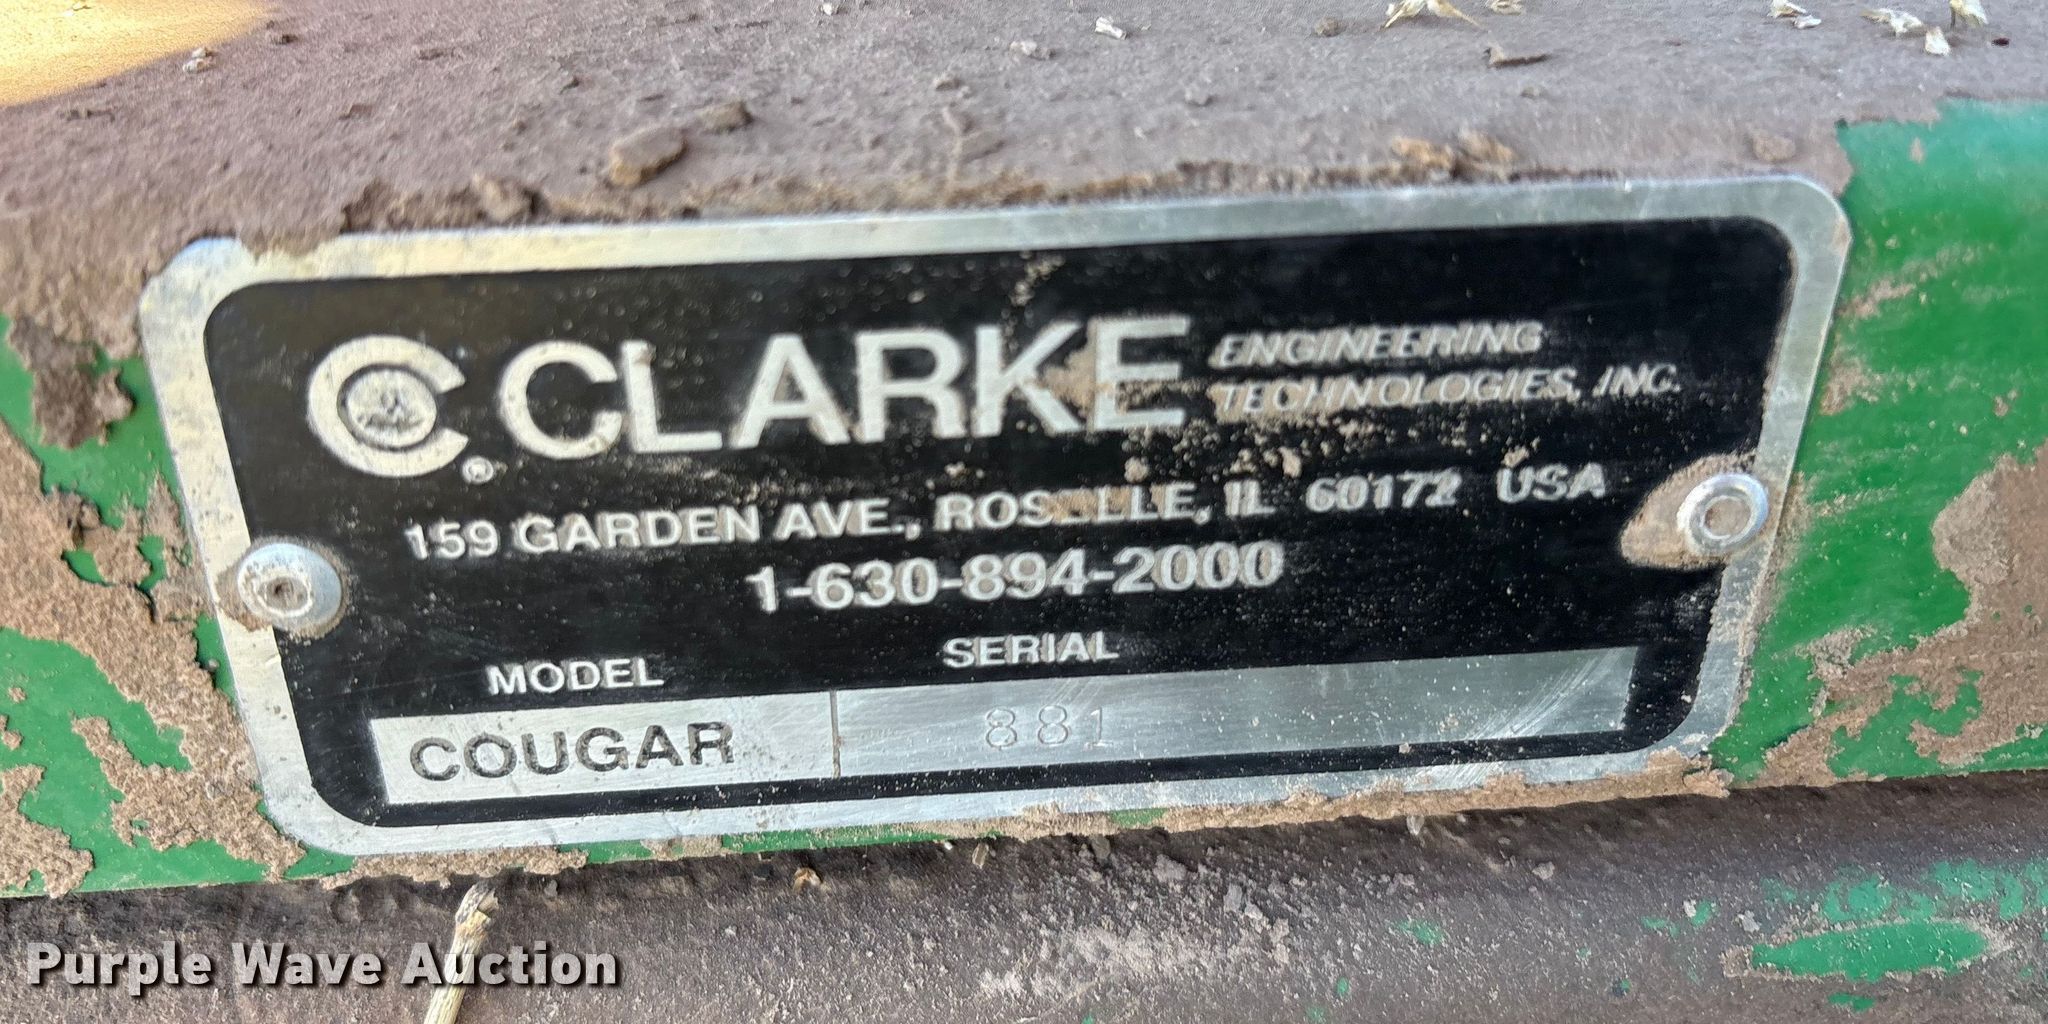 C.® CLARKE ENGINEERING
TECHNOLOGIES, INC.
159 GARDEN AVE., ROSELLE, IL 60172 USA
1-630-894-2000
MODEL SERIAL
COUGAR 881
Purple Wave Auction